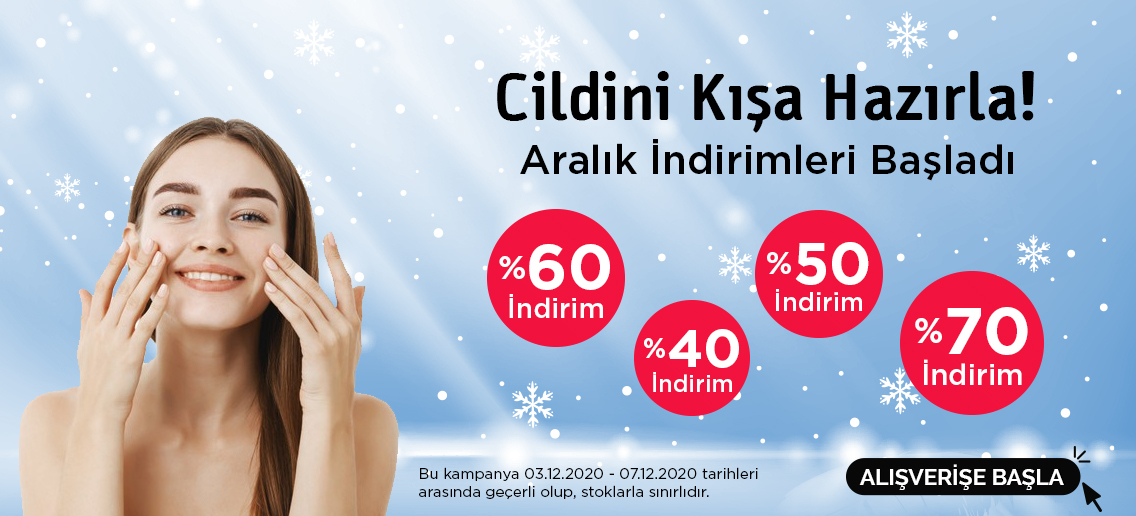 Cildini Kışa Hazırla!
Aralık İndirimleri Başladı
%60
İndirim
%40
İndirim
%50
İndirim
%70
İndirim
Bu kampanya 03.12.2020 - 07.12.2020 tarihleri
arasında geçerli olup, stoklarla sınırlıdır.
ALIŞVERİŞE BAŞLA